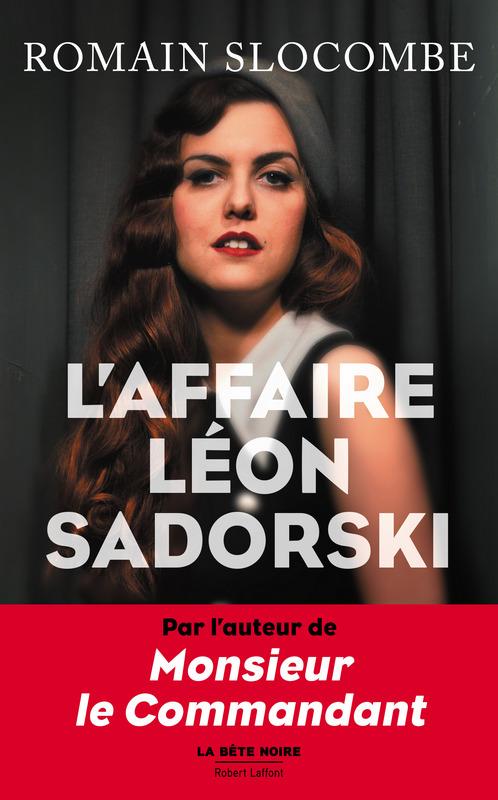 ROMAIN SLOCOMBE
L'AFFAIRE
LÉON
SADORSKI
Par l'auteur de
Monsieur
le Commandant
LA BÊTE NOIRE
Robert Laffont